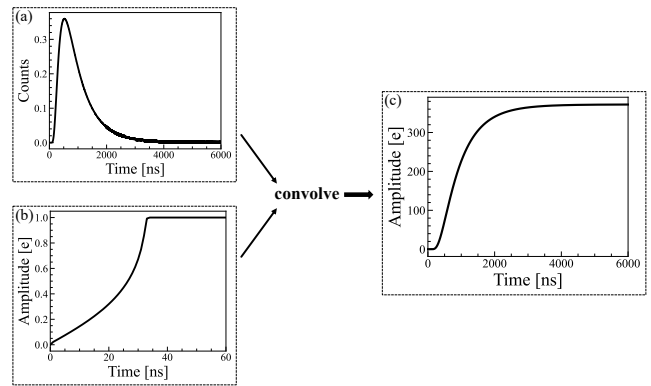 (a)
Counts
0.3
0.2
0.1
0.0
0 2000 4000 6000
Time [ns]
(b)
Amplitude [e]
1.0
0.8
0.6
0.4
0.2
0.0
0 20 40 60
Time [ns]
convolve
(c)
Amplitude [e]
300
200
100
0
0 2000 4000 6000
Time [ns]